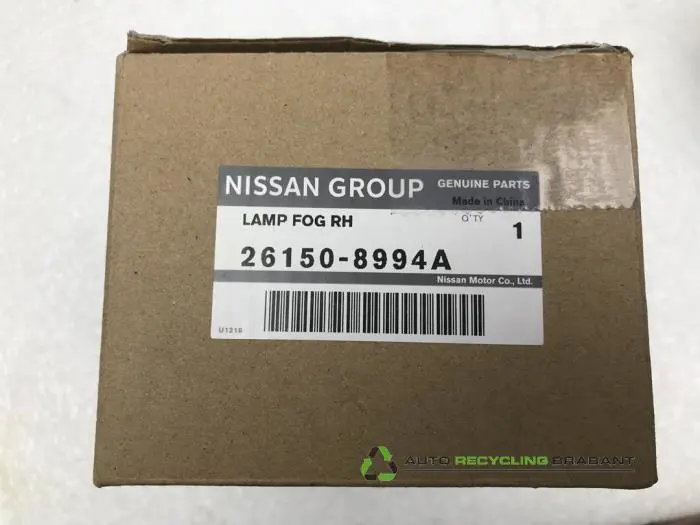 NISSAN GROUP GENUINE PARTS
Made in China
LAMP FOG RH Q'TY 1
26150-8994A
Nissan Motor Co., Ltd.
U1216
AUTO RECYCLING BRABANT